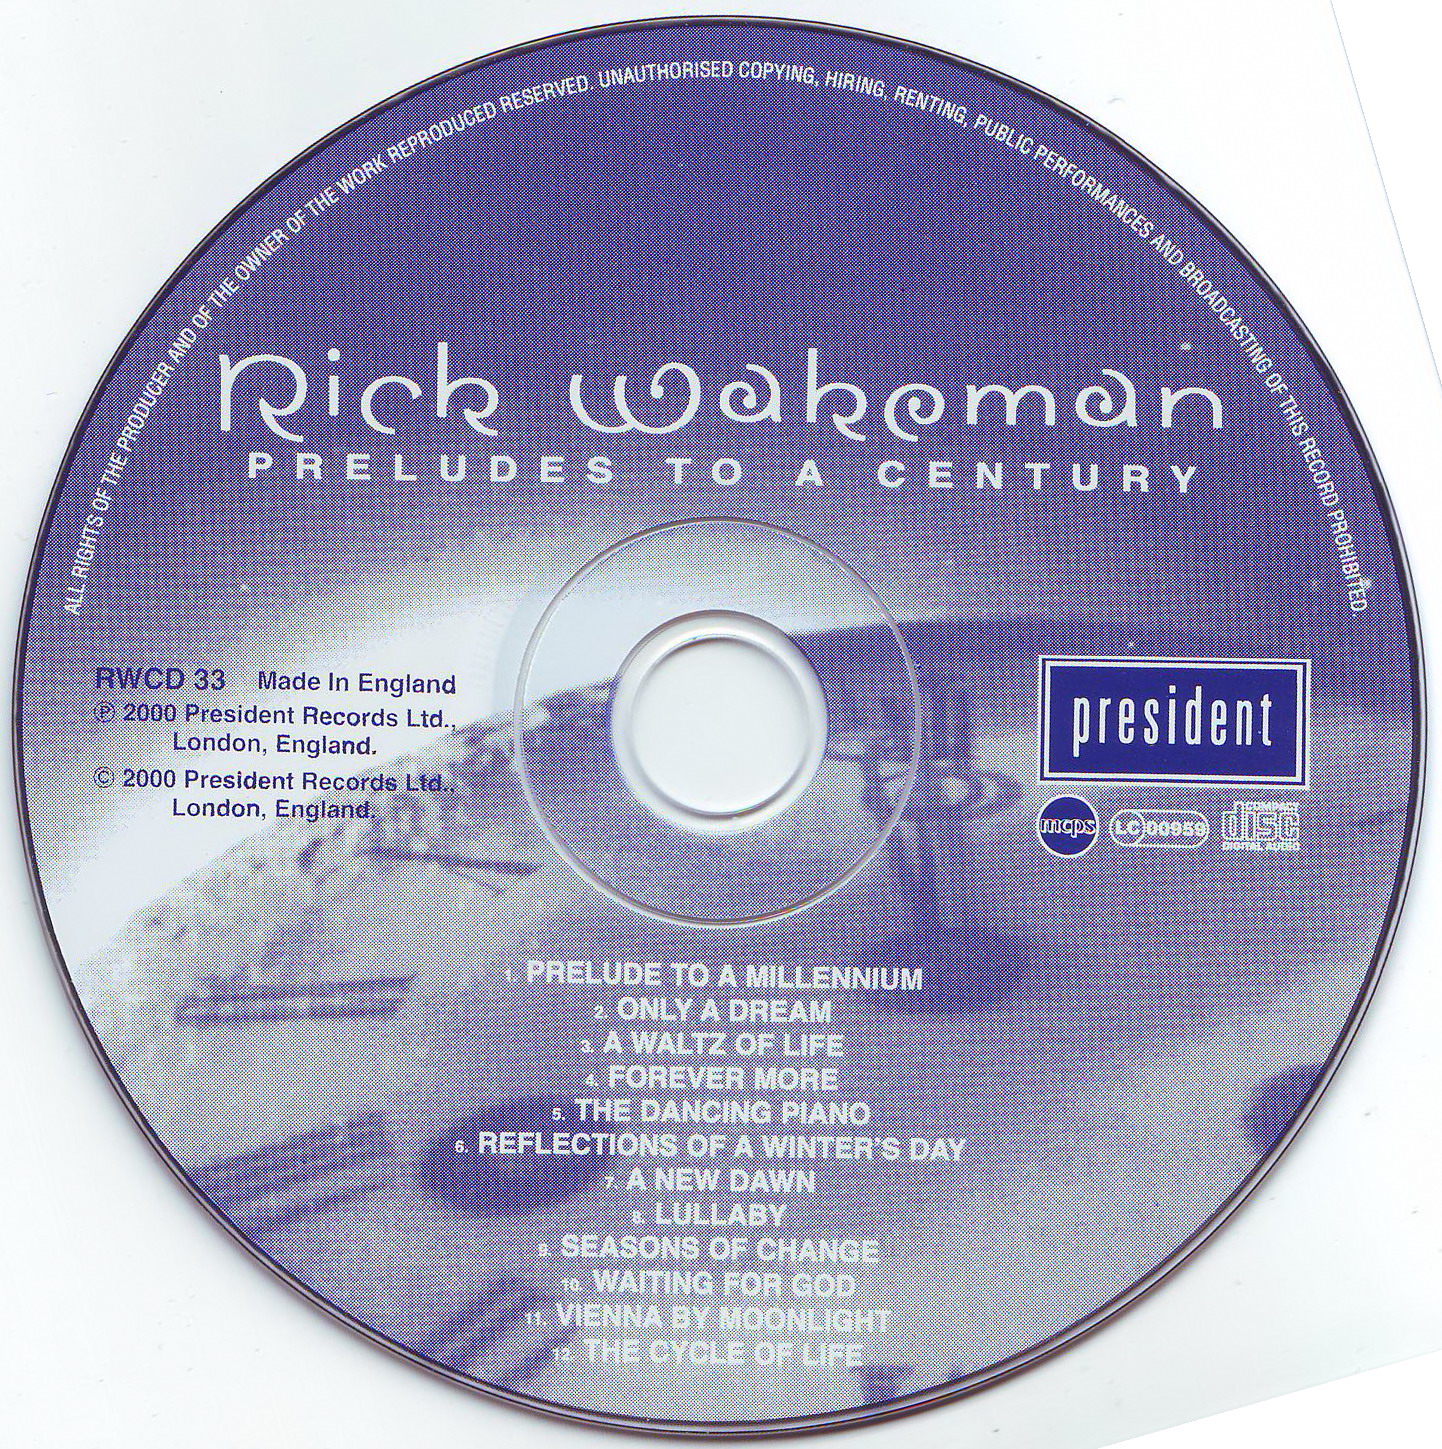 ALL RIGHTS OF THE PRODUCER AND OF THE OWNER OF THE WORK REPRODUCED RESERVED. UNAUTHORISED COPYING, HIRING, RENTING, PUBLIC PERFORMANCES AND BROADCASTING OF THIS RECORD PROHIBITED
Rick Wakeman
PRELUDES TO A CENTURY
RWCD 33 Made In England
℗ 2000 President Records Ltd.,
London, England.
© 2000 President Records Ltd.,
London, England.
president
mcps LC 00959 COMPACT disc DIGITAL AUDIO
1. PRELUDE TO A MILLENNIUM
2. ONLY A DREAM
3. A WALTZ OF LIFE
4. FOREVER MORE
5. THE DANCING PIANO
6. REFLECTIONS OF A WINTER'S DAY
7. A NEW DAWN
8. LULLABY
9. SEASONS OF CHANGE
10. WAITING FOR GOD
11. VIENNA BY MOONLIGHT
12. THE CYCLE OF LIFE